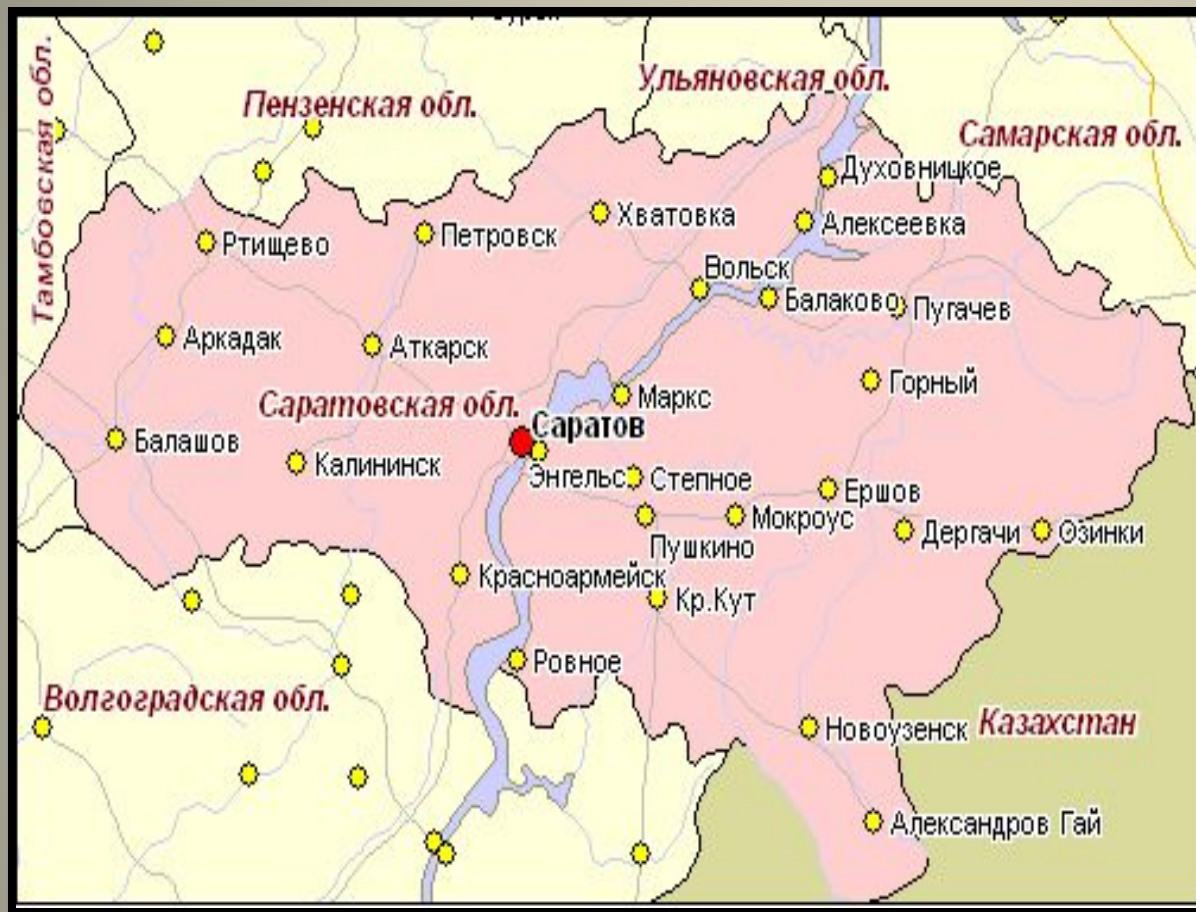 Ульяновская обл.
Пензенская обл.
Самарская обл.
Тамбовская обл.
Духовницкое
Хватовка
Алексеевка
Петровск
Ртищево
Вольск
Балаково
Пугачев
Аркадак
Аткарск
Горный
Маркс
Саратовская обл.
Саратов
Балашов
Калининск
Энгельс
Степное
Ершов
Мокроус
Дергачи
Озинки
Пушкино
Красноармейск
Кр.Кут
Ровное
Волгоградская обл.
Новоузенск
Казахстан
Александров Гай